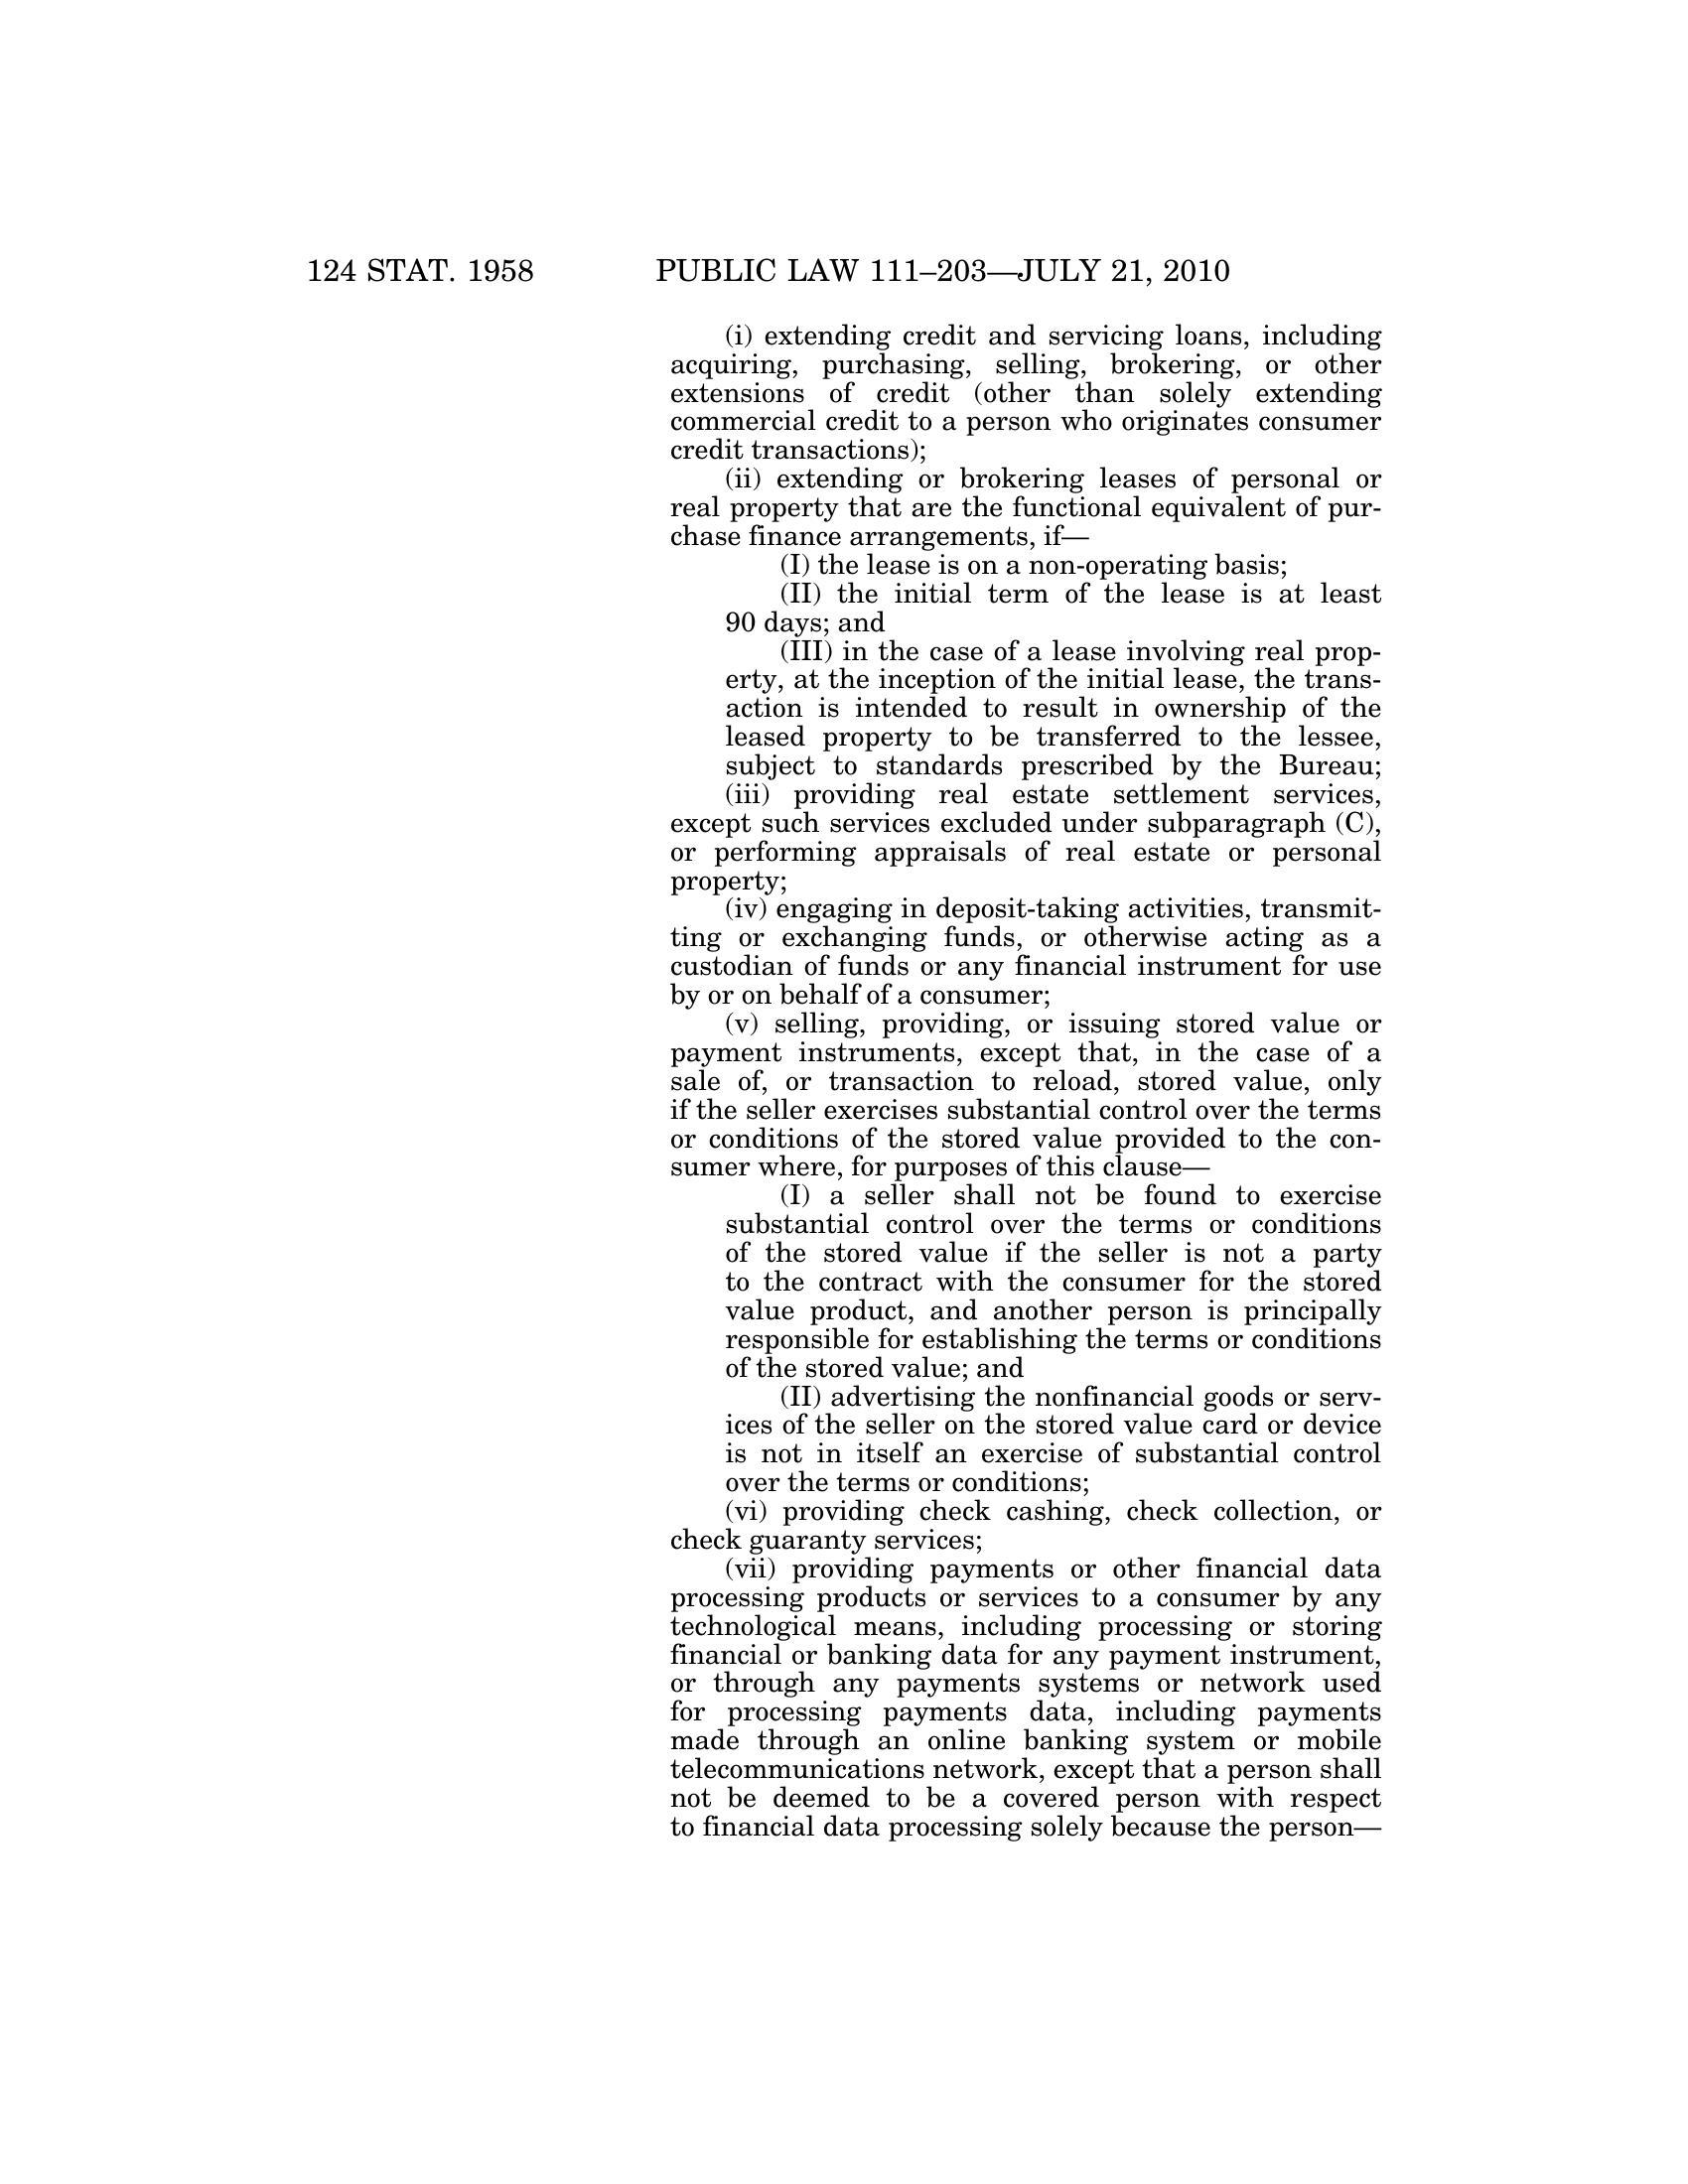 124 STAT. 1958 PUBLIC LAW 111–203—JULY 21, 2010
(i) extending credit and servicing loans, including
acquiring, purchasing, selling, brokering, or other
extensions of credit (other than solely extending
commercial credit to a person who originates consumer
credit transactions);
(ii) extending or brokering leases of personal or
real property that are the functional equivalent of pur-
chase finance arrangements, if—
(I) the lease is on a non-operating basis;
(II) the initial term of the lease is at least
90 days; and
(III) in the case of a lease involving real prop-
erty, at the inception of the initial lease, the trans-
action is intended to result in ownership of the
leased property to be transferred to the lessee,
subject to standards prescribed by the Bureau;
(iii) providing real estate settlement services,
except such services excluded under subparagraph (C),
or performing appraisals of real estate or personal
property;
(iv) engaging in deposit-taking activities, transmit-
ting or exchanging funds, or otherwise acting as a
custodian of funds or any financial instrument for use
by or on behalf of a consumer;
(v) selling, providing, or issuing stored value or
payment instruments, except that, in the case of a
sale of, or transaction to reload, stored value, only
if the seller exercises substantial control over the terms
or conditions of the stored value provided to the con-
sumer where, for purposes of this clause—
(I) a seller shall not be found to exercise
substantial control over the terms or conditions
of the stored value if the seller is not a party
to the contract with the consumer for the stored
value product, and another person is principally
responsible for establishing the terms or conditions
of the stored value; and
(II) advertising the nonfinancial goods or serv-
ices of the seller on the stored value card or device
is not in itself an exercise of substantial control
over the terms or conditions;
(vi) providing check cashing, check collection, or
check guaranty services;
(vii) providing payments or other financial data
processing products or services to a consumer by any
technological means, including processing or storing
financial or banking data for any payment instrument,
or through any payments systems or network used
for processing payments data, including payments
made through an online banking system or mobile
telecommunications network, except that a person shall
not be deemed to be a covered person with respect
to financial data processing solely because the person—